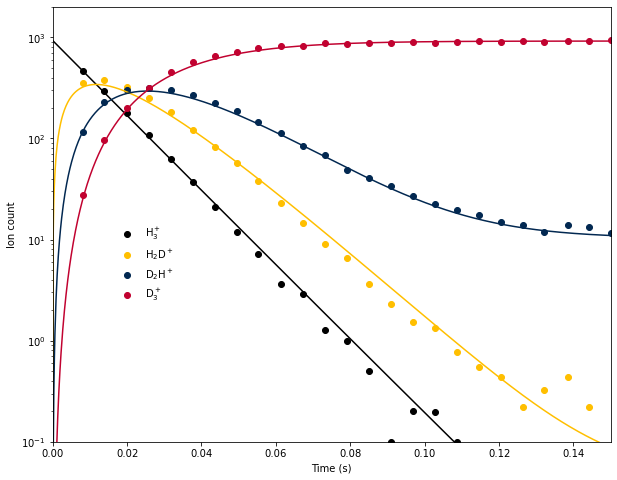 10³
10²
10¹
10⁰
10⁻¹
Ion count
H₃⁺
H₂D⁺
D₂H⁺
D₃⁺
0.00 0.02 0.04 0.06 0.08 0.10 0.12 0.14
Time (s)